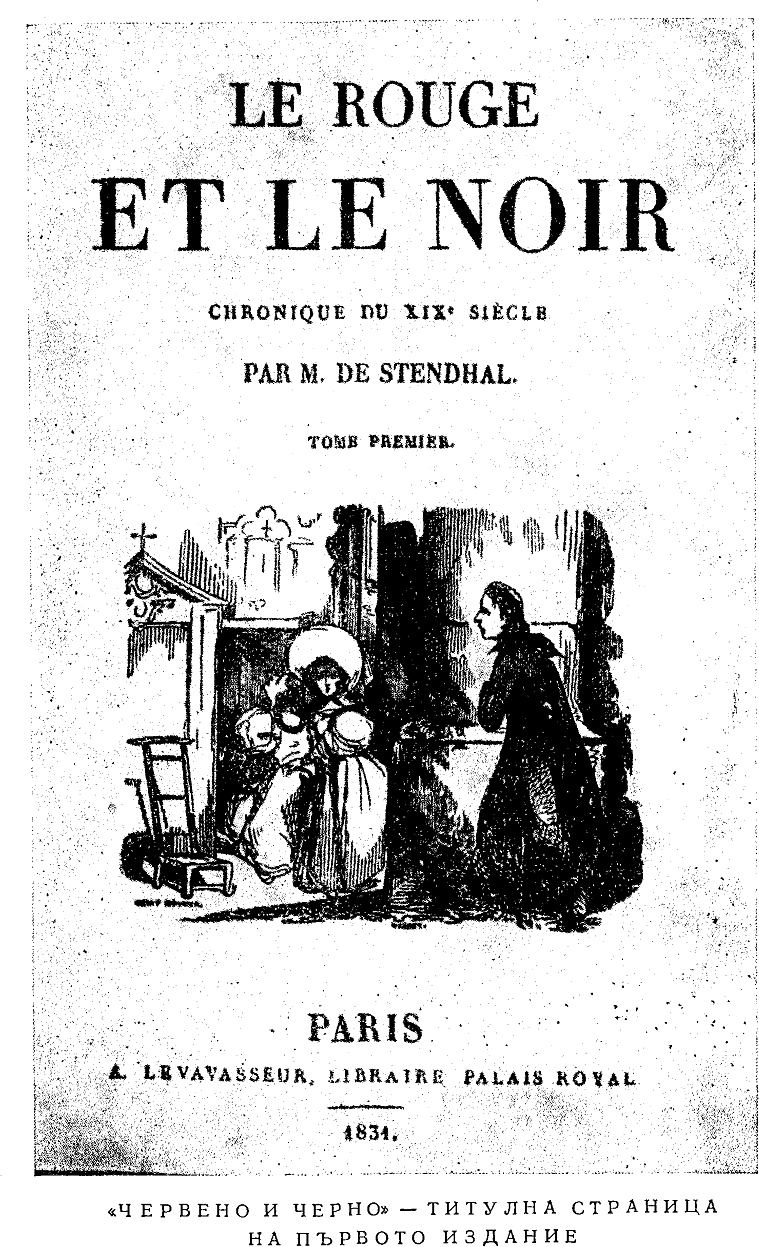 LE ROUGE
ET LE NOIR
CHRONIQUE DU XIXᵉ SIÈCLE
PAR M. DE STENDHAL.
TOME PREMIER.
PARIS
A. LEVAVASSEUR, LIBRAIRE PALAIS ROYAL
1831.
«ЧЕРВЕНО И ЧЕРНО» — ТИТУЛНА СТРАНИЦА
НА ПЪРВОТО ИЗДАНИЕ